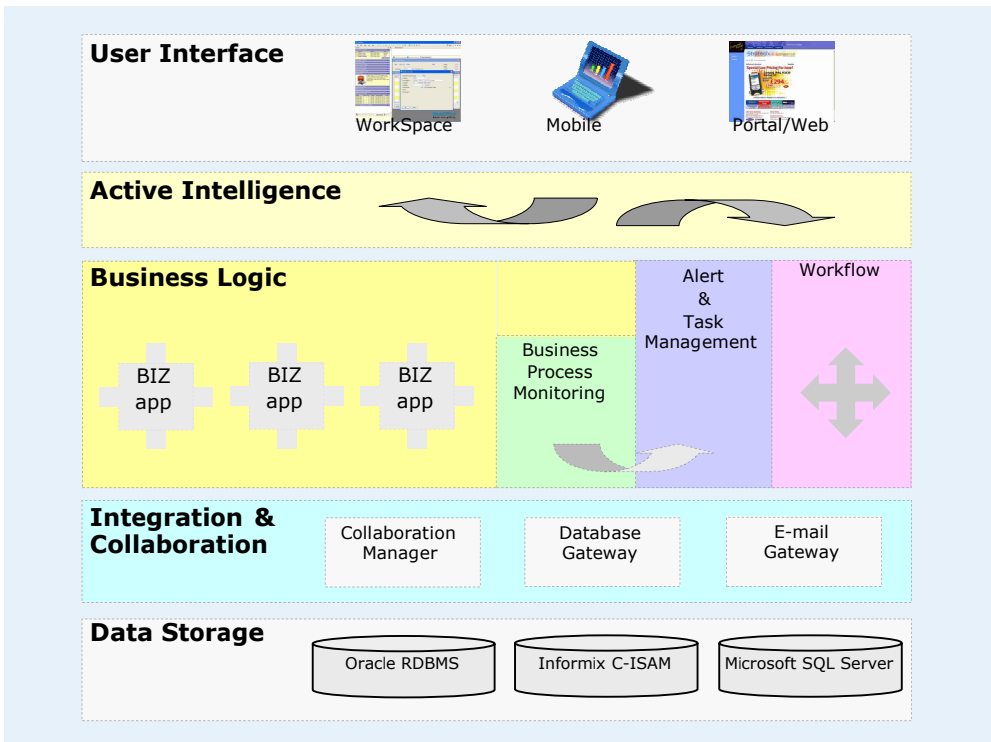 User Interface
WorkSpace
Mobile
Portal/Web
Active Intelligence
Business Logic
BIZ
app
BIZ
app
BIZ
app
Business
Process
Monitoring
Alert
&
Task
Management
Workflow
Integration &
Collaboration
Collaboration
Manager
Database
Gateway
E-mail
Gateway
Data Storage
Oracle RDBMS
Informix C-ISAM
Microsoft SQL Server